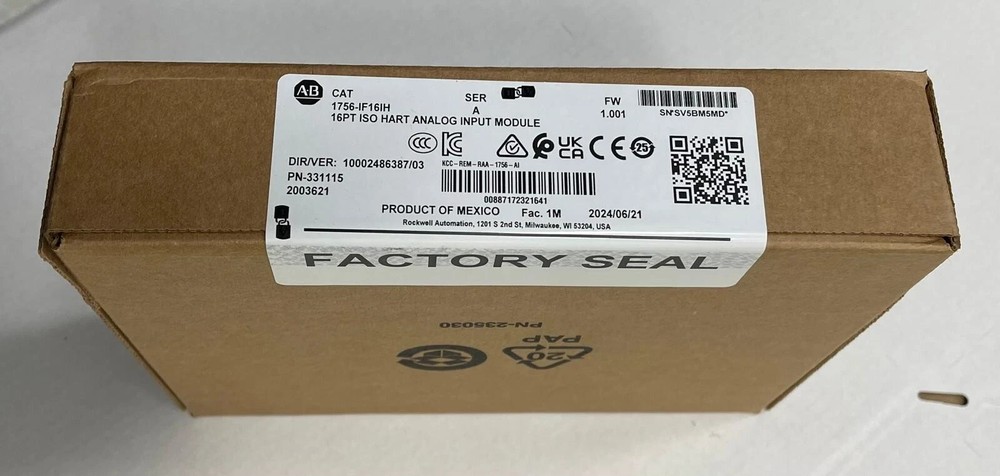 AB
CAT
1756-IF16IH
16PT ISO HART ANALOG INPUT MODULE
SER
A
FW
1.001
SN*SV5BM5MD*
CCC
UK
CA
CE
25
KCC-REM-RAA-1756-AI
DIR/VER: 10002486387/03
PN-331115
2003621
00887172321641
PRODUCT OF MEXICO Fac. 1M 2024/06/21
Rockwell Automation, 1201 S 2nd St, Milwaukee, WI 53204, USA
FACTORY SEAL
PN-235030
20
PAP